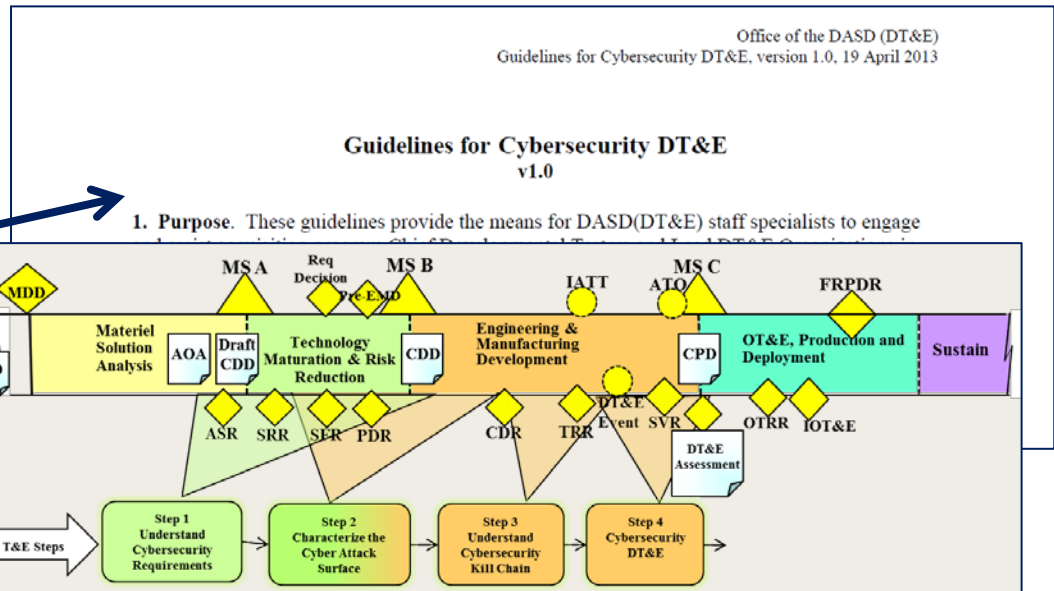 Office of the DASD (DT&E)
Guidelines for Cybersecurity DT&E, version 1.0, 19 April 2013
Guidelines for Cybersecurity DT&E
v1.0
1. Purpose. These guidelines provide the means for DASD(DT&E) staff specialists to engage
MDD
MS A
Req
Decision
Pre-EMD
MS B
IATT
ATO
MS C
FRPDR
Materiel
Solution
Analysis
AOA
Draft
CDD
Technology
Maturation & Risk
Reduction
CDD
Engineering &
Manufacturing
Development
CPD
OT&E, Production and
Deployment
Sustain
ASR
SRR
SFR
PDR
CDR
TRR
DT&E
Event
SVR
OTRR
IOT&E
DT&E
Assessment
T&E Steps
Step 1
Understand
Cybersecurity
Requirements
Step 2
Characterize the
Cyber Attack
Surface
Step 3
Understand
Cybersecurity
Kill Chain
Step 4
Cybersecurity
DT&E